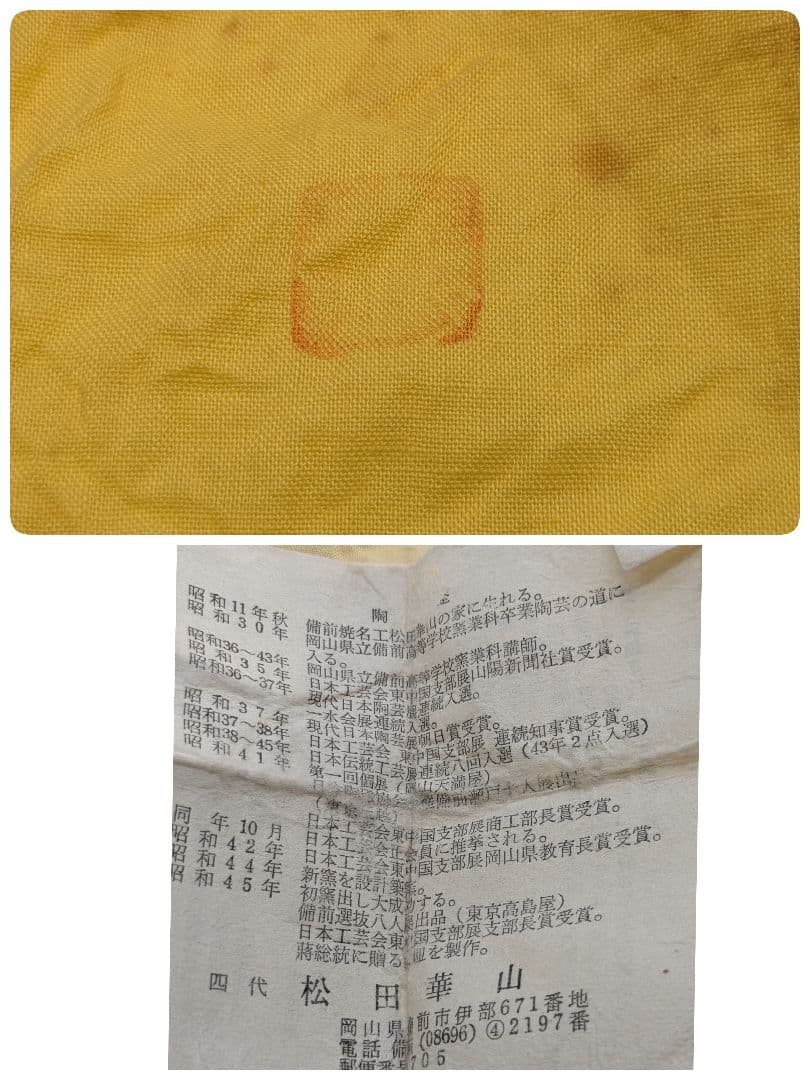 陶
昭和11年秋 備前焼名工松田華山の家に生れる。
昭和30年 岡山県立備前高等学校窯業科卒業陶芸の道に
入る。
昭和36〜43年 岡山県立備前高等学校窯業科講師。
昭和35年 日本工芸会東中国支部展山陽新聞社賞受賞。
昭和36〜37年 現代日本陶芸展連続入選。
一水会展連続入選。
昭和37年 現代日本陶芸展朝日賞受賞。
昭和37〜38年 日本工芸会東中国支部展 連続知事賞受賞。
昭和38〜45年 日本伝統工芸展連続八回入選(43年2点入選)
昭和41年 第一回個展(岡山天満屋)
備前瀬戸十人展出
同年10月 日本工芸会東中国支部展商工部長賞受賞。
昭和42年 日本工芸会正会員に推挙される。
昭和44年 日本工芸会東中国支部展岡山県教育長賞受賞。
新窯を設計築窯。
昭和45年 初窯出し大成功する。
備前選抜八人展出品(東京高島屋)
日本工芸会東中国支部展支部長賞受賞。
蔣総統に贈る 皿を製作。
四代 松田華山
岡山県備前市伊部671番地
電話備前(08696)④2197番
郵便番号705